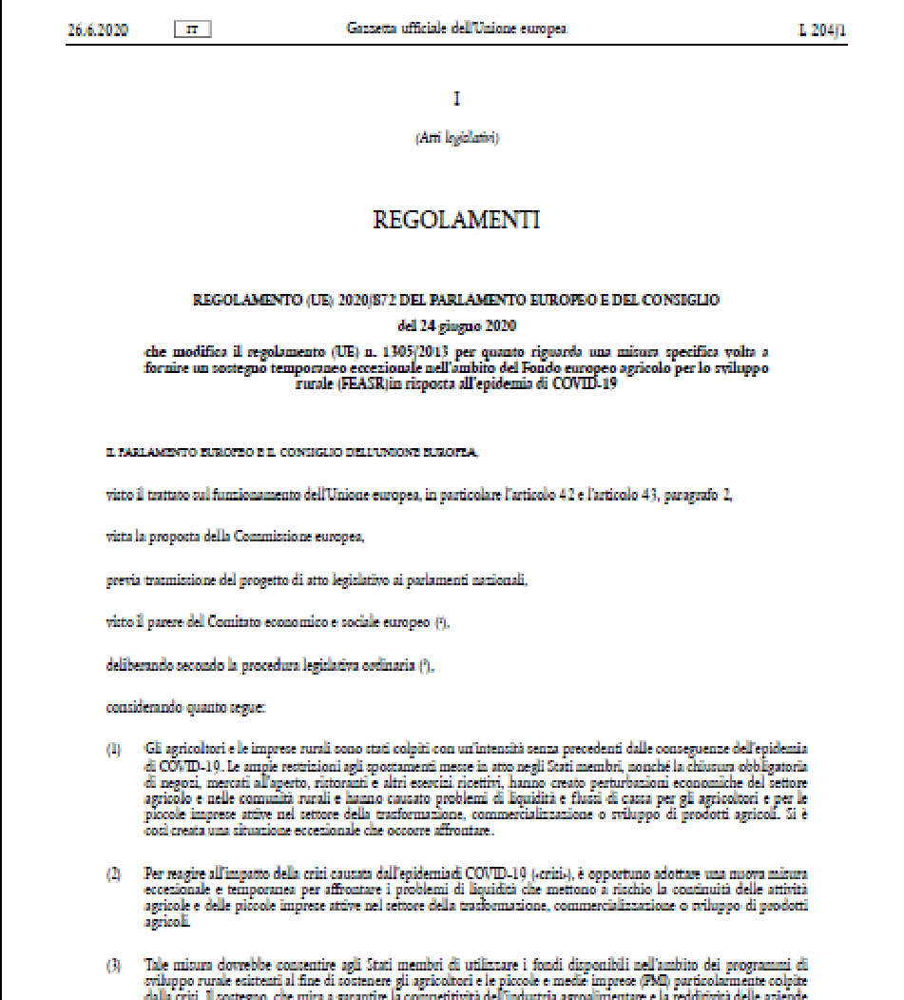 26.6.2020 IT Gazzetta ufficiale dell'Unione europea L 204/1
I
(Atti legislativi)
REGOLAMENTI
REGOLAMENTO (UE) 2020/872 DEL PARLAMENTO EUROPEO E DEL CONSIGLIO
del 24 giugno 2020
che modifica il regolamento (UE) n. 1305/2013 per quanto riguarda una misura specifica volta a
fornire un sostegno temporaneo eccezionale nell'ambito del Fondo europeo agricolo per lo sviluppo
rurale (FEASR)in risposta all'epidemia di COVID-19
IL PARLAMENTO EUROPEO E IL CONSIGLIO DELL'UNIONE EUROPEA,
visto il trattato sul funzionamento dell'Unione europea, in particolare l'articolo 42 e l'articolo 43, paragrafo 2,
vista la proposta della Commissione europea,
previa trasmissione del progetto di atto legislativo ai parlamenti nazionali,
visto il parere del Comitato economico e sociale europeo (¹),
deliberando secondo la procedura legislativa ordinaria (²),
considerando quanto segue:
(1) Gli agricoltori e le imprese rurali sono stati colpiti con un'intensità senza precedenti dalle conseguenze dell'epidemia
di COVID-19. Le ampie restrizioni agli spostamenti messe in atto negli Stati membri, nonché la chiusura obbligatoria
di negozi, mercati all'aperto, ristoranti e altri esercizi ricettivi, hanno creato perturbazioni economiche del settore
agricolo e nelle comunità rurali e hanno causato problemi di liquidità e flussi di cassa per gli agricoltori e per le
piccole imprese attive nel settore della trasformazione, commercializzazione o sviluppo di prodotti agricoli. Si è
così creata una situazione eccezionale che occorre affrontare.
(2) Per reagire all'impatto della crisi causata dall'epidemiadi COVID-19 («crisi»), è opportuno adottare una nuova misura
eccezionale e temporanea per affrontare i problemi di liquidità che mettono a rischio la continuità delle attività
agricole e delle piccole imprese attive nel settore della trasformazione, commercializzazione o sviluppo di prodotti
agricoli.
(3) Tale misura dovrebbe consentire agli Stati membri di utilizzare i fondi disponibili nell'ambito dei programmi di
sviluppo rurale esistenti al fine di sostenere gli agricoltori e le piccole e medie imprese (PMI) particolarmente colpite
dalla crisi. Il sostegno, che mira a garantire la competitività dell'industria agroalimentare e la redditività delle aziende